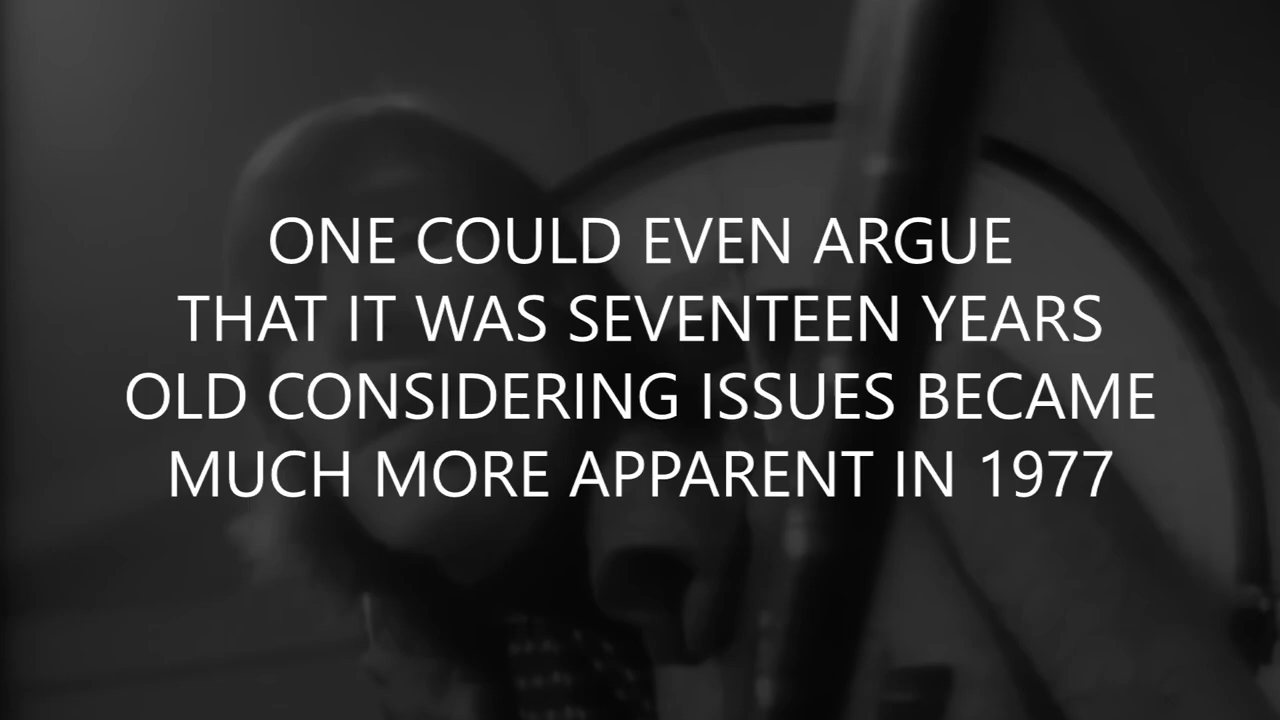 ONE COULD EVEN ARGUE
THAT IT WAS SEVENTEEN YEARS
OLD CONSIDERING ISSUES BECAME
MUCH MORE APPARENT IN 1977